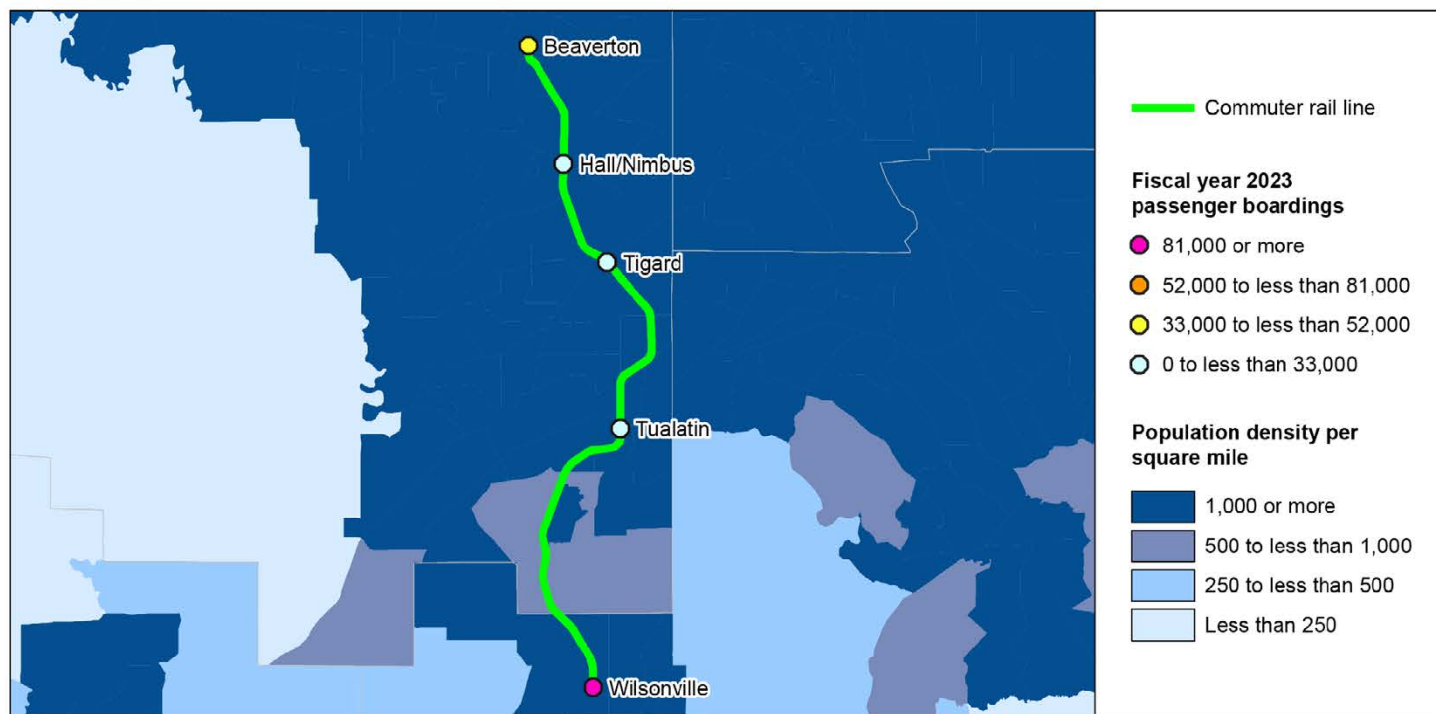 Beaverton
Hall/Nimbus
Tigard
Tualatin
Wilsonville
Commuter rail line
Fiscal year 2023
passenger boardings
81,000 or more
52,000 to less than 81,000
33,000 to less than 52,000
0 to less than 33,000
Population density per
square mile
1,000 or more
500 to less than 1,000
250 to less than 500
Less than 250